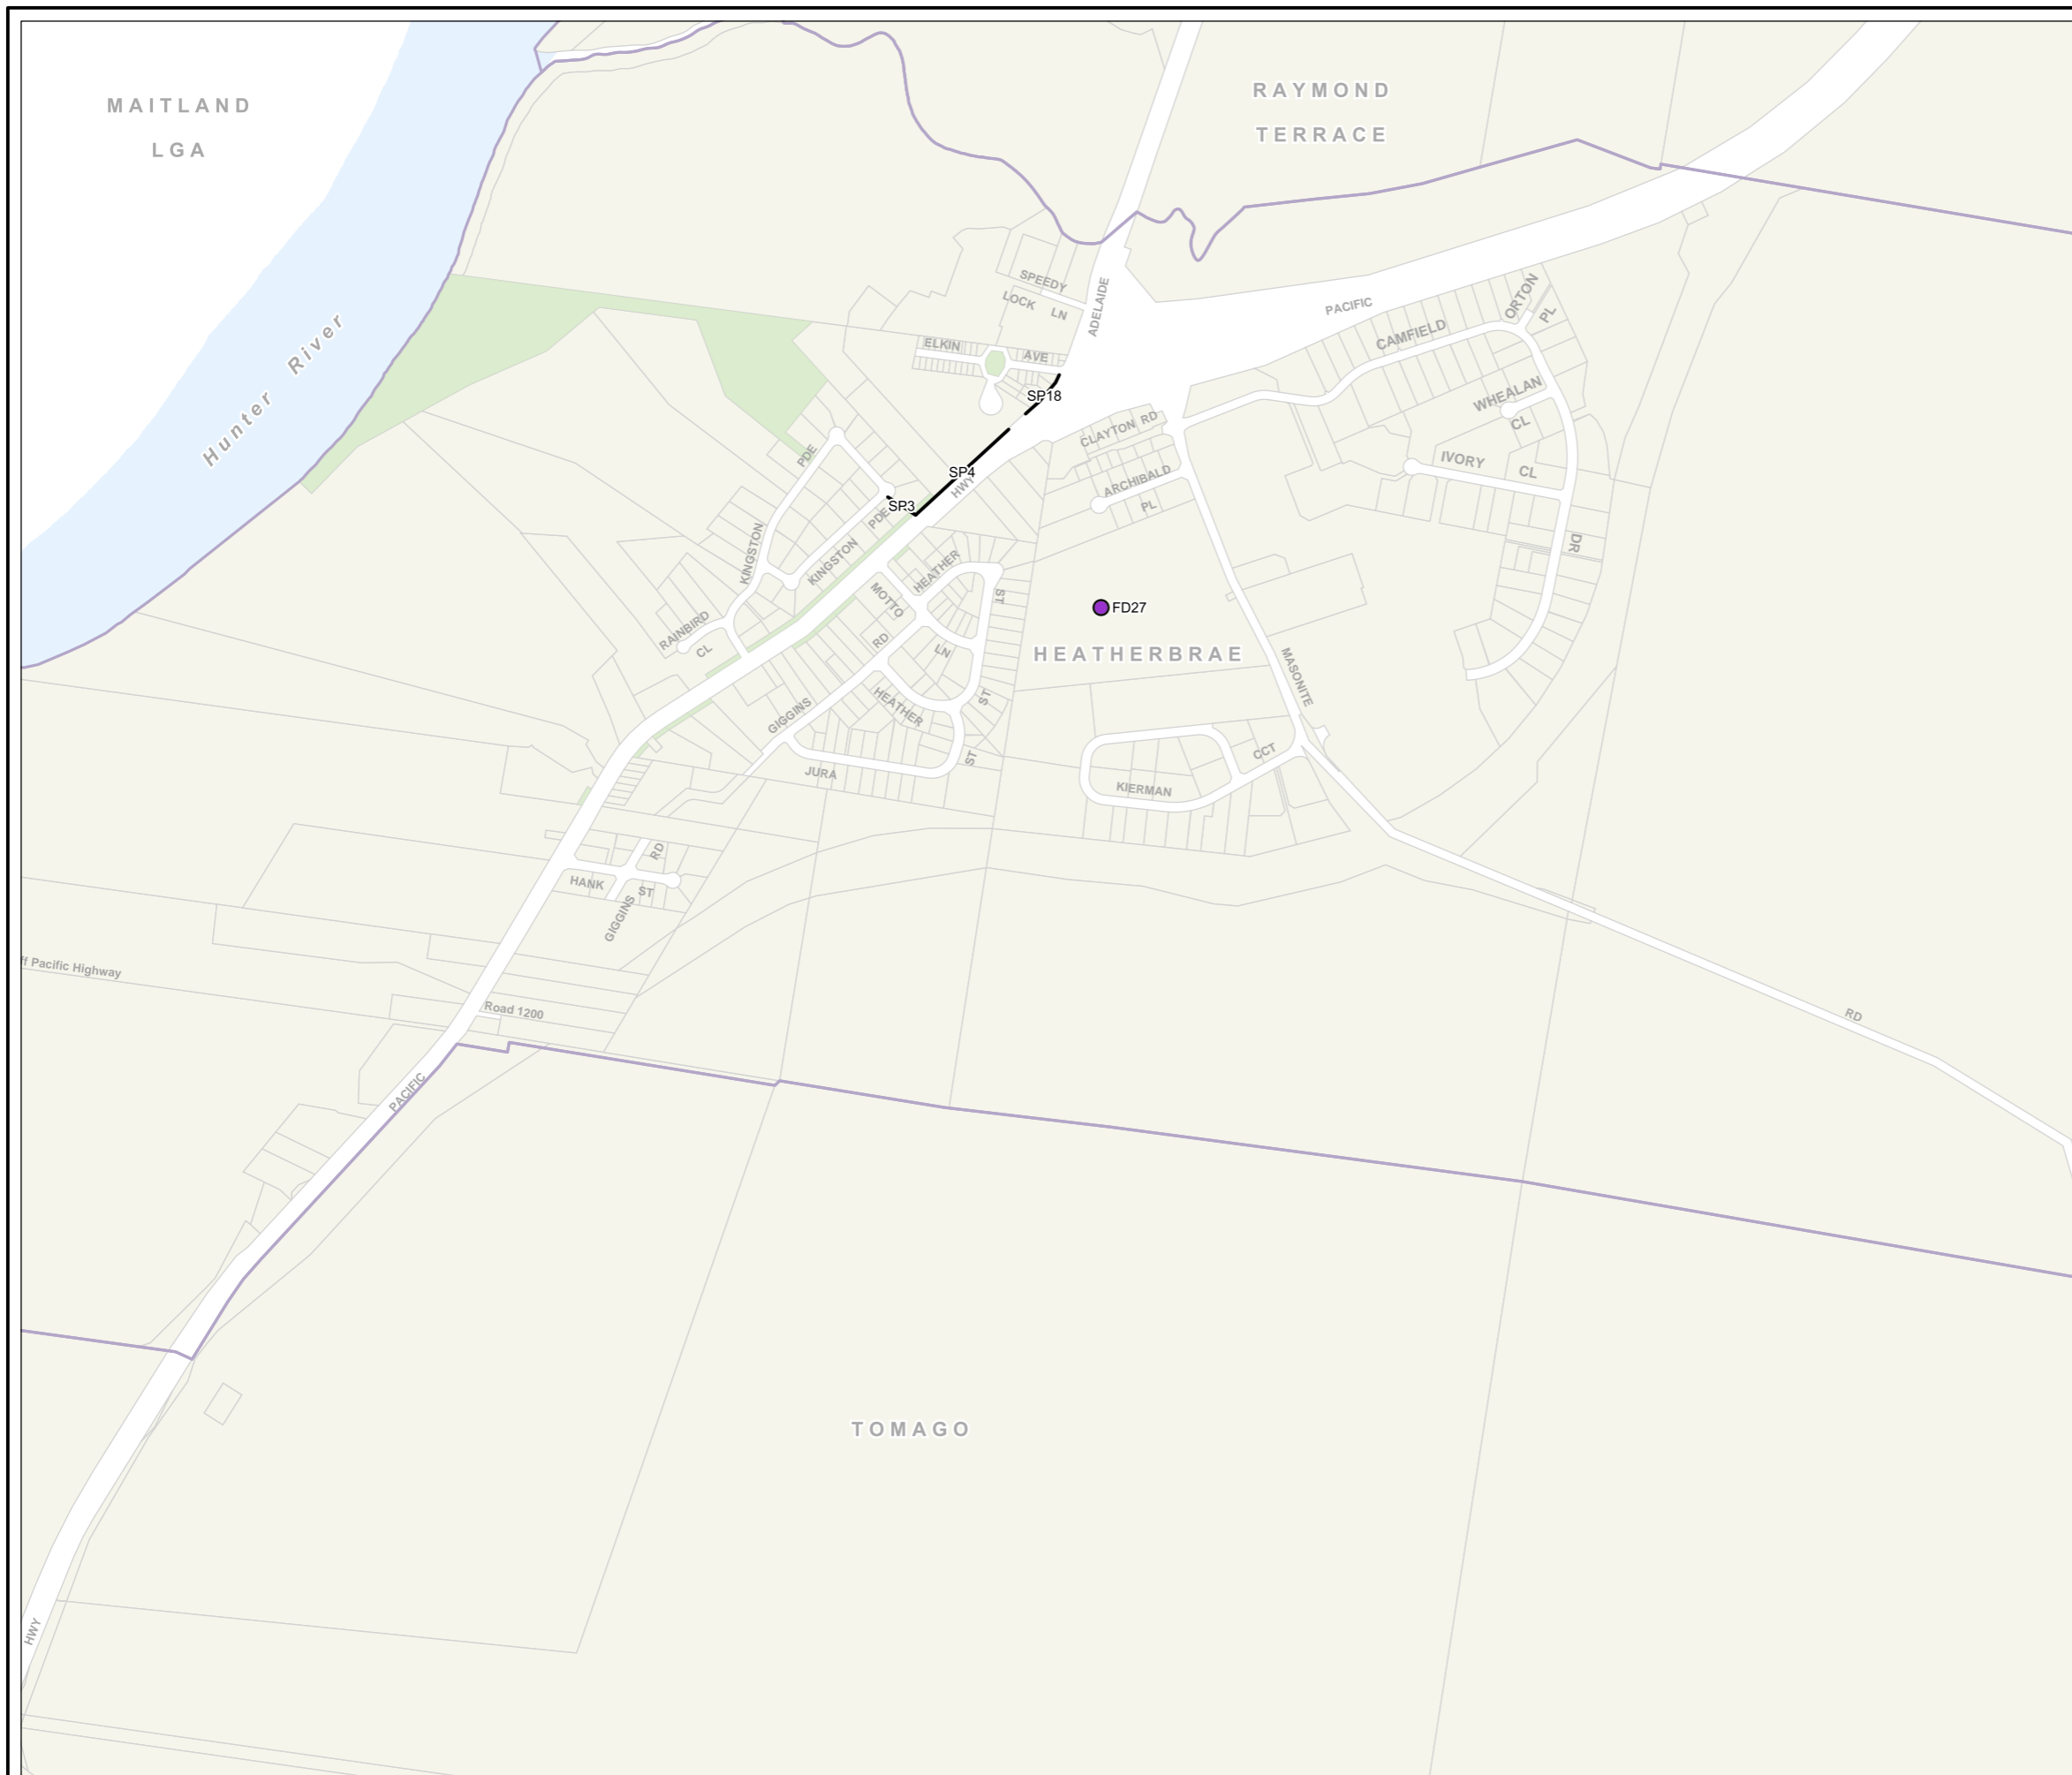 MAITLAND
LGA
RAYMOND
TERRACE
Hunter River
SPEEDY
LOCK LN
ADELAIDE
PACIFIC
ORTON
PL
CAMFIELD
ELKIN AVE
WHEALAN
CL
SP18
CLAYTON RD
PDE
IVORY CL
SP4
HWY
ARCHIBALD
PL
SP3
PDE
KINGSTON
KINGSTON
DR
HEATHER
ST
MOTTO
FD27
RAINBIRD
CL
RD
LN
HEATHERBRAE
MASONITE
HEATHER
ST
GIGGINS
ST
JURA
CCT
KIERMAN
RD
HANK ST
GIGGINS
ff Pacific Highway
Road 1200
RD
PACIFIC
TOMAGO
HWY